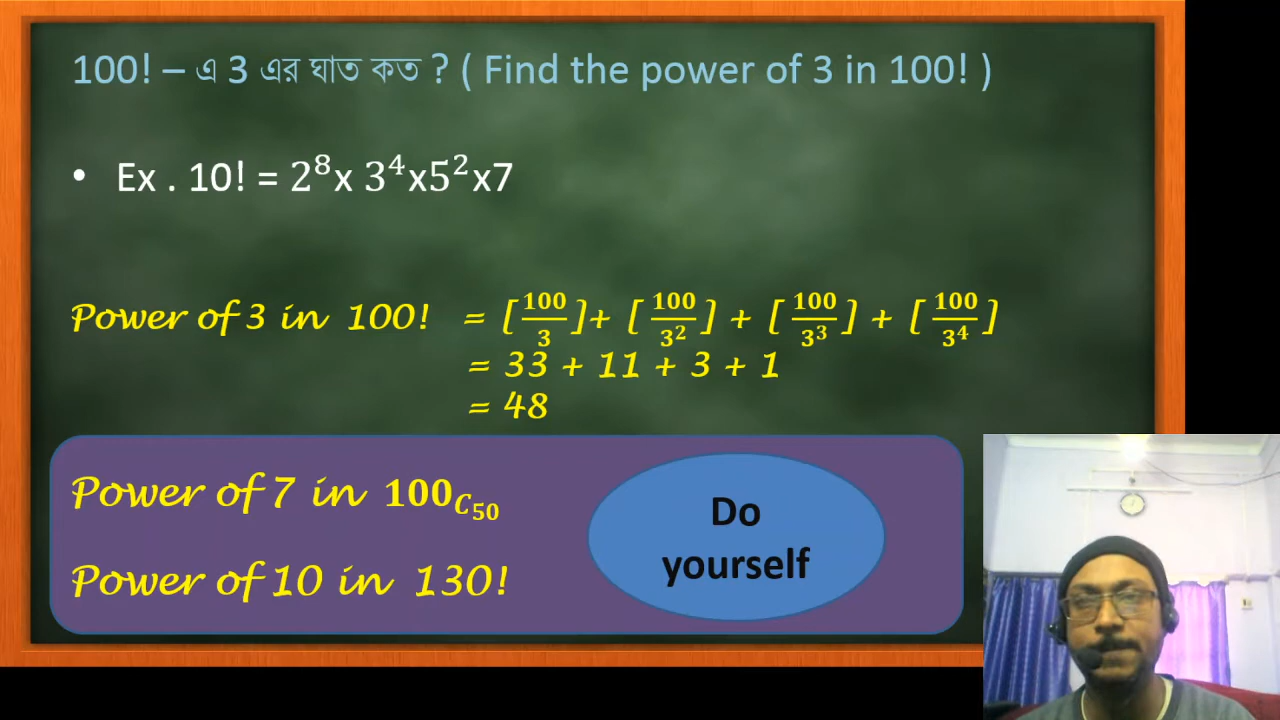 100! – এ 3 এর ঘাত কত ? ( Find the power of 3 in 100! )
• Ex . 10! = 2⁸x 3⁴x5²x7
Power of 3 in 100! = [100/3]+ [100/3²] + [100/3³] + [100/3⁴]
= 33 + 11 + 3 + 1
= 48
Power of 7 in 100C₅₀
Power of 10 in 130!
Do
yourself